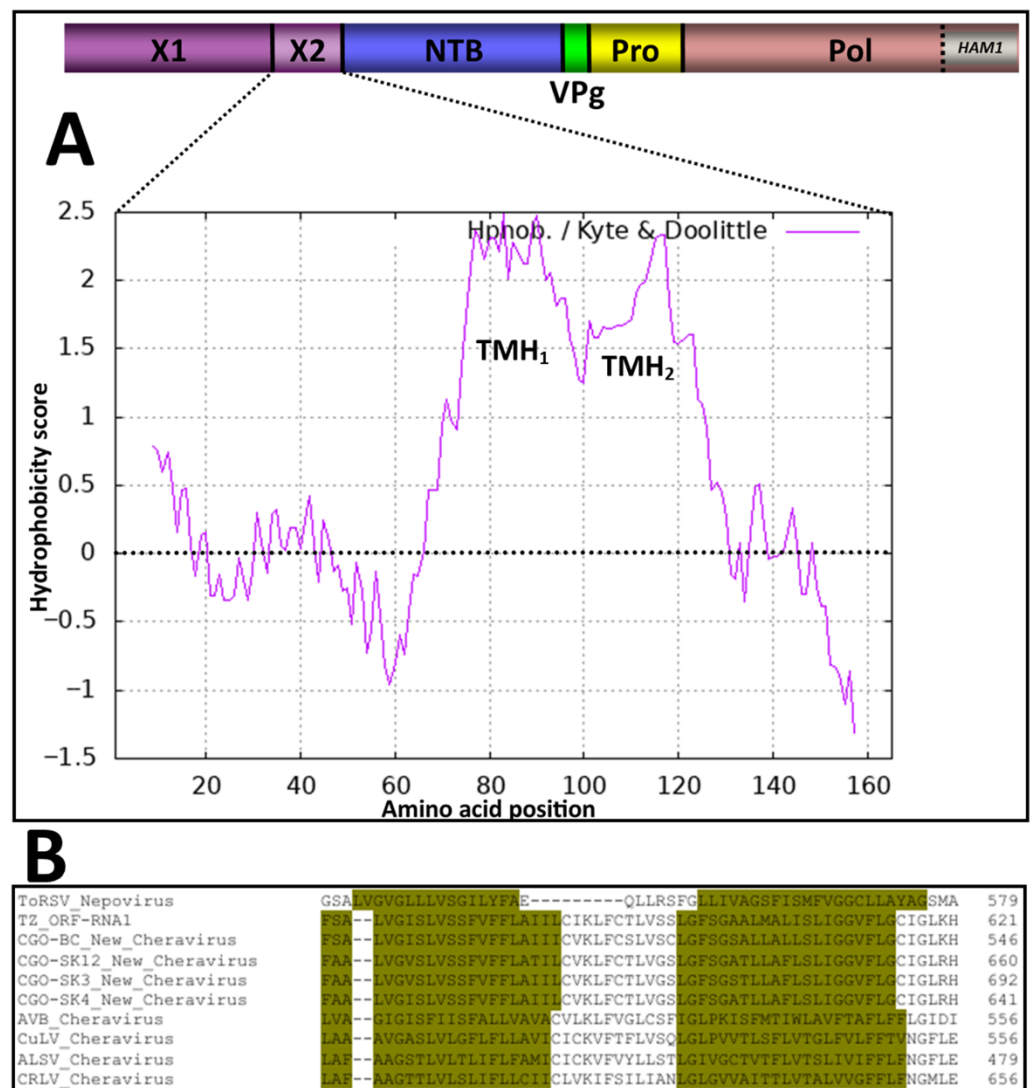 X1 X2 NTB Pro Pol HAM1
VPg
A
Hphob. / Kyte & Doolittle
2.5
2
1.5
1
0.5
0
−0.5
−1
−1.5
Hydrophobicity score
TMH1
TMH2
20 40 60 80 100 120 140 160
Amino acid position
B
ToRSV_Nepovirus GSALVGVGLLLVSGILYFAE---------QLLRSFGLLIVAGSFISMFVGGCLLAYAGSMA 579
TZ_ORF-RNA1 FSA--LVGISLVSSFVFFLAIIICIKLFCTLVSSLGFSGAALMALISLIGGVFLGCIGLKH 621
CGO-BC_New_Cheravirus FSA--LVGISLVSSFVFFLAIIICVKLFCSLVSCLGFSGSALLALLSLIGGVFLGCIGLKH 546
CGO-SK12_New_Cheravirus FAA--LVGISLVSSFVFFLATILCVKLFCTLVGSLGFSGATLLAFLSLIGGVFLGCIGLRH 660
CGO-SK3_New_Cheravirus FAA--LVGISLVSSFVFFLAIILCVKLFCTLVGSLGFSGSTLLAFLSLIGGVFLGCIGLRH 692
CGO-SK4_New_Cheravirus FAA--LVGVSLVSSFVFFLAIILCVKLFCTLVGSLGFSGATLLAFLSLIGGVFLGCIGLRH 641
AVB_Cheravirus LVA--GIGISFIISFALLVAVACVLKLFVGLCSFIGLPKISFMTIWLAVFTAFLFFLGIDI 556
CuLV_Cheravirus LAA--AVGASLVLGFLFLLAVICICKVFTFLVSQLGLPVVTLSFLVTGLFVLFFTVNGFLE 556
ALSV_Cheravirus LAF--AAGSTLVLTLIFLFAMICICKVFVYLLSTLGIVGCTVTFLVTSLIVIFFLFNGFLE 479
CRLV_Cheravirus LAF--AAGTTLVLSLIFLLCIICLVKIFSILIANLGLGVVAITTLVTALVVGFFLVNGMLE 656